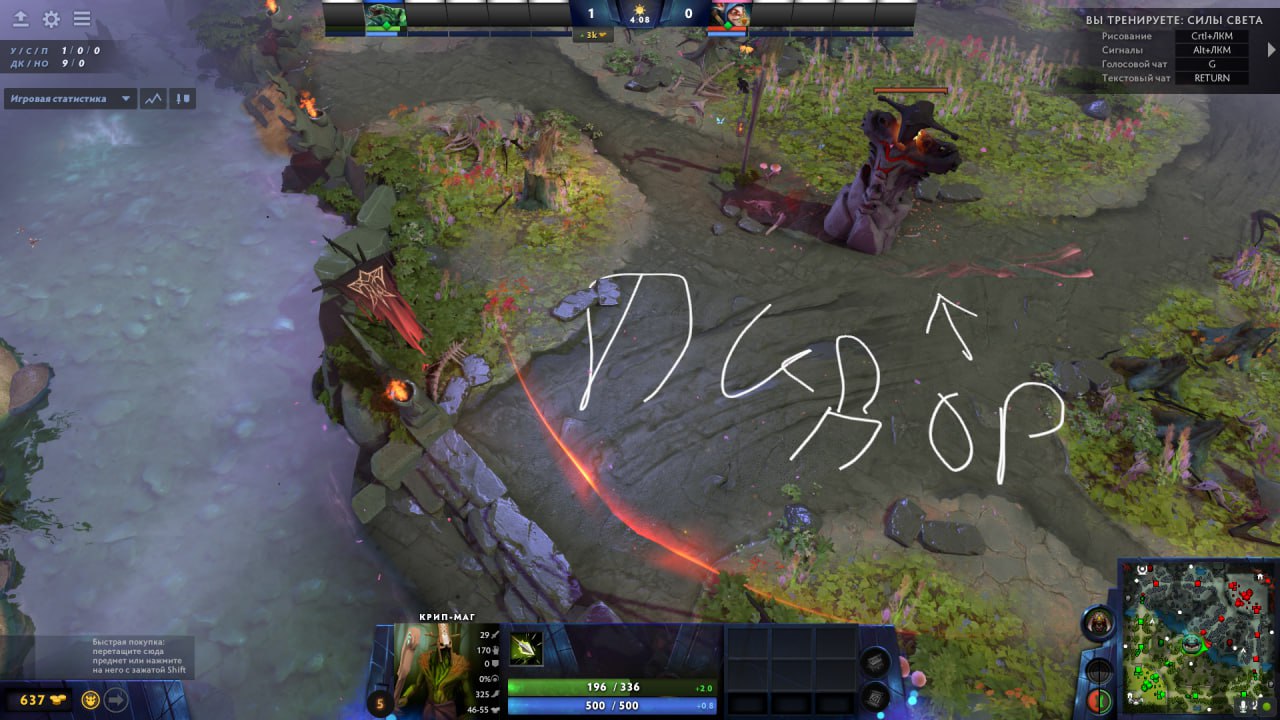 1 4:08 0
3k
ВЫ ТРЕНИРУЕТЕ: СИЛЫ СВЕТА
Рисование Crtl+ЛКМ
Сигналы Alt+ЛКМ
Голосовой чат G
Текстовый чат RETURN
У / С / П 1 / 0 / 0
ДК / НО 9 / 0
Игровая статистика
КРИП-МАГ
29
170
0
0%
325
46-55
5
196 / 336 +2.0
500 / 500 +0.8
Быстрая покупка:
перетащите сюда
предмет или нажмите
на него с зажатой Shift
637